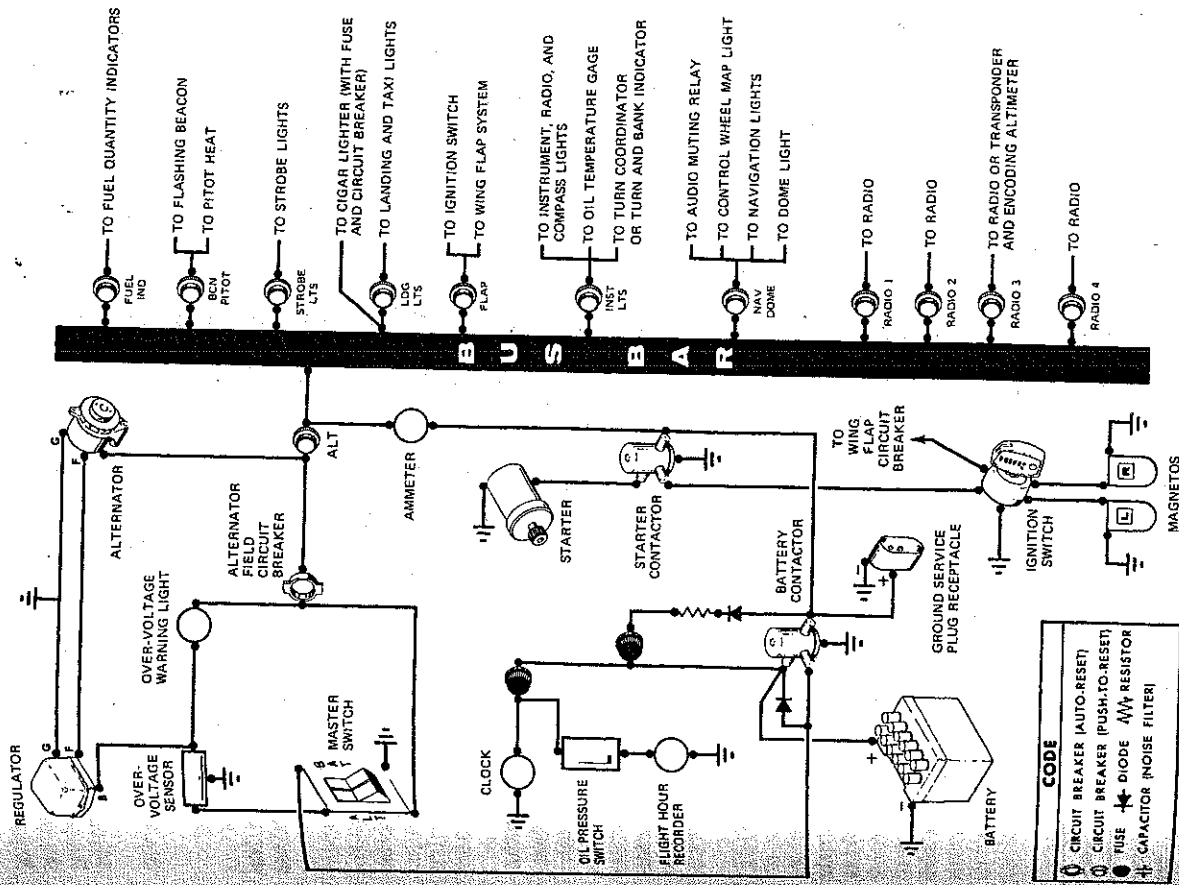 REGULATOR
G
F
B
G
F
ALTERNATOR
OVER-
VOLTAGE
SENSOR
OVER-VOLTAGE
WARNING LIGHT
ALTERNATOR
FIELD
CIRCUIT
BREAKER
ALT
MASTER
SWITCH
BAT
ALT
AMMETER
CLOCK
OIL PRESSURE
SWITCH
FLIGHT HOUR
RECORDER
STARTER
STARTER
CONTACTOR
BATTERY
CONTACTOR
BATTERY
+
−
GROUND SERVICE
PLUG RECEPTACLE
−
+
TO
WING
FLAP
CIRCUIT
BREAKER
IGNITION
SWITCH
L
R
MAGNETOS
BUS BAR
FUEL
IND
TO FUEL QUANTITY INDICATORS
BCN
PITOT
TO FLASHING BEACON
TO PITOT HEAT
STROBE
LTS
TO STROBE LIGHTS
TO CIGAR LIGHTER (WITH FUSE
AND CIRCUIT BREAKER)
LDG
LTS
TO LANDING AND TAXI LIGHTS
FLAP
TO IGNITION SWITCH
TO WING FLAP SYSTEM
INST
LTS
TO INSTRUMENT, RADIO, AND
COMPASS LIGHTS
TO OIL TEMPERATURE GAGE
TO TURN COORDINATOR
OR TURN AND BANK INDICATOR
NAV
DOME
TO AUDIO MUTING RELAY
TO CONTROL WHEEL MAP LIGHT
TO NAVIGATION LIGHTS
TO DOME LIGHT
RADIO 1
TO RADIO
RADIO 2
TO RADIO
RADIO 3
TO RADIO OR TRANSPONDER
AND ENCODING ALTIMETER
RADIO 4
TO RADIO
CODE
CIRCUIT BREAKER (AUTO-RESET)
CIRCUIT BREAKER (PUSH-TO-RESET)
FUSE DIODE RESISTOR
CAPACITOR (NOISE FILTER)